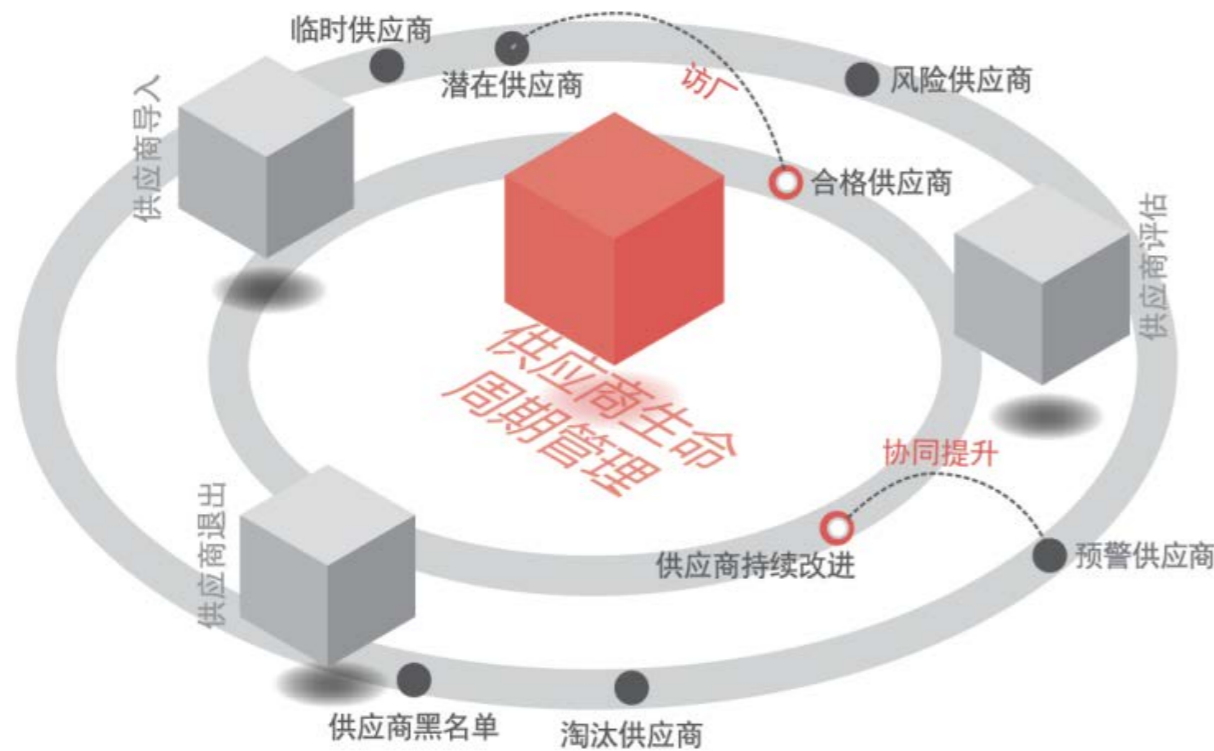 临时供应商
潜在供应商
访厂
风险供应商
供应商导入
合格供应商
供应商评估
供应商生命
周期管理
协同提升
供应商退出
供应商持续改进
预警供应商
供应商黑名单
淘汰供应商